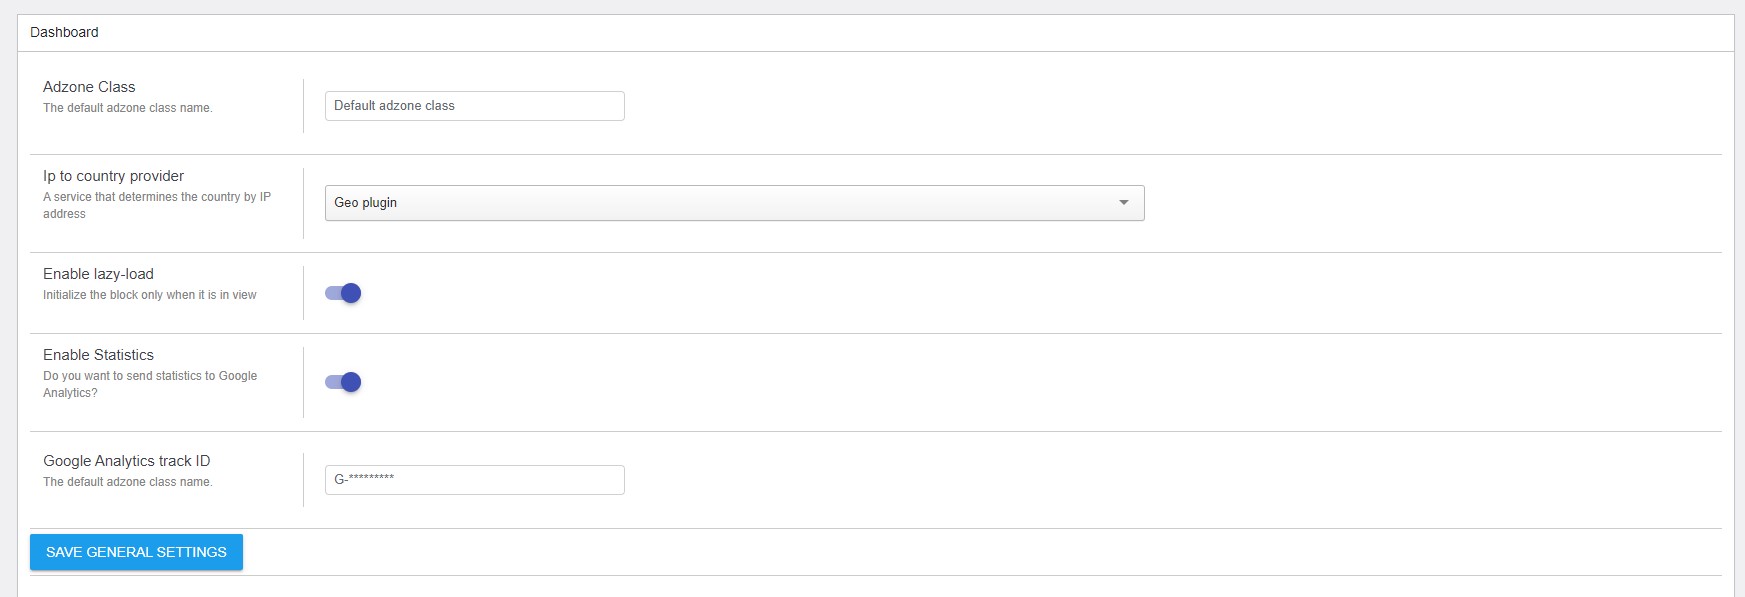 Dashboard
Adzone Class
The default adzone class name.
Default adzone class
Ip to country provider
A service that determines the country by IP
address
Geo plugin
Enable lazy-load
Initialize the block only when it is in view
Enable Statistics
Do you want to send statistics to Google
Analytics?
Google Analytics track ID
The default adzone class name.
G-*********
SAVE GENERAL SETTINGS